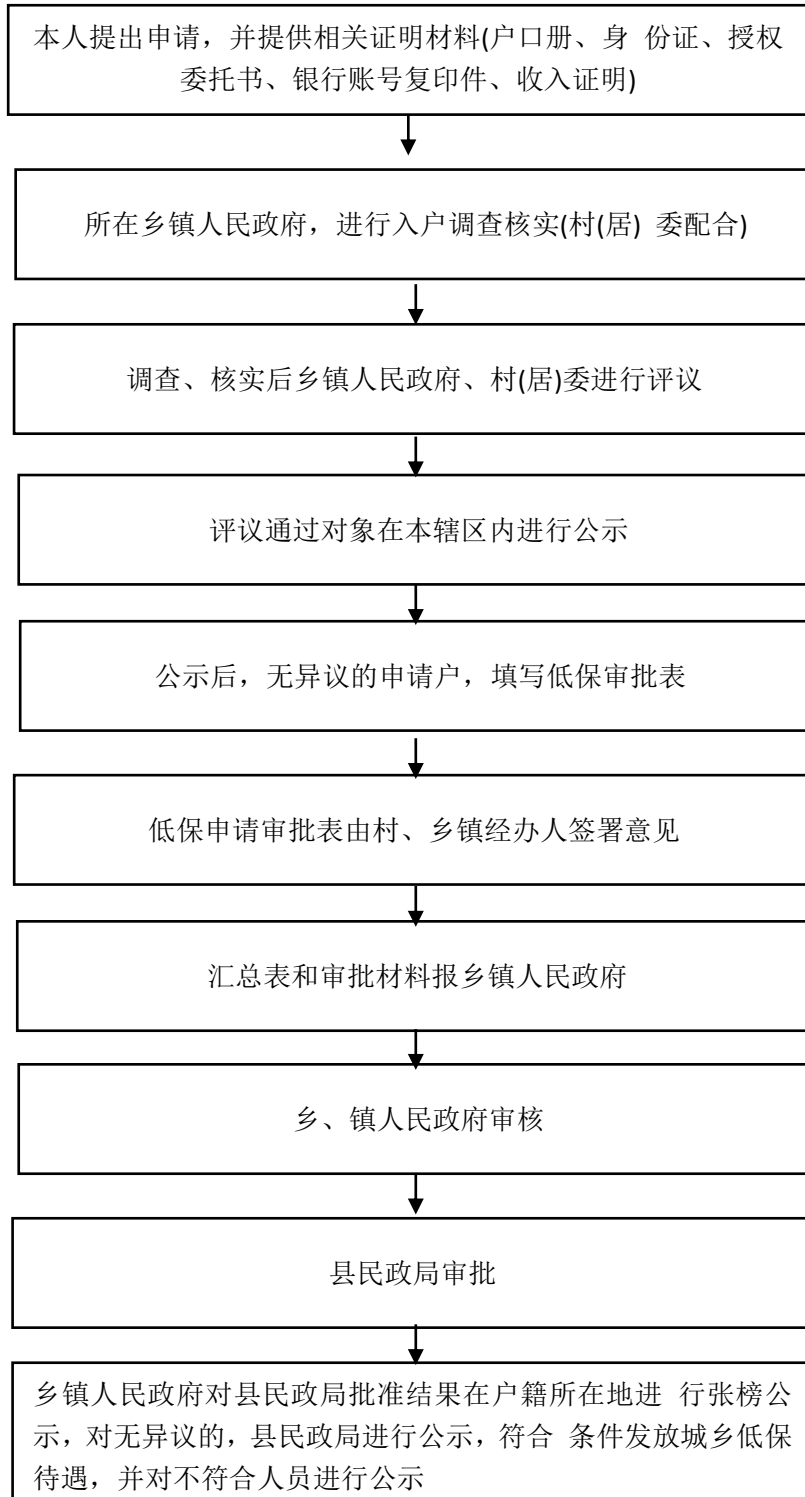 本人提出申请，并提供相关证明材料(户口册、身 份证、授权
委托书、银行账号复印件、收入证明)
所在乡镇人民政府，进行入户调查核实(村(居) 委配合)
调查、核实后乡镇人民政府、村(居)委进行评议
评议通过对象在本辖区内进行公示
公示后，无异议的申请户，填写低保审批表
低保申请审批表由村、乡镇经办人签署意见
汇总表和审批材料报乡镇人民政府
乡、镇人民政府审核
县民政局审批
乡镇人民政府对县民政局批准结果在户籍所在地进 行张榜公
示，对无异议的，县民政局进行公示，符合 条件发放城乡低保
待遇，并对不符合人员进行公示